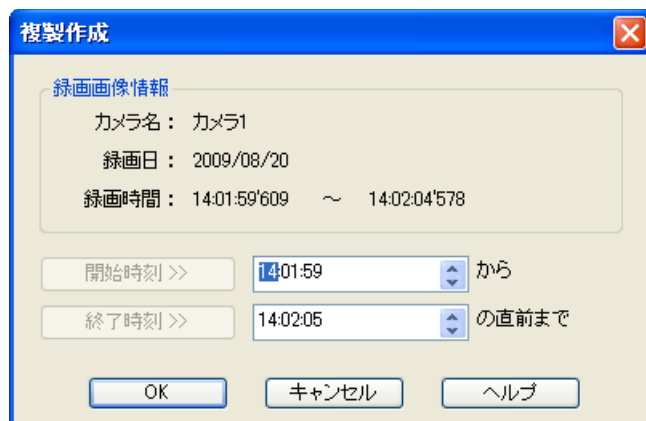 複製作成
録画画像情報
カメラ名： カメラ1
録画日： 2009/08/20
録画時間： 14:01:59'609 ～ 14:02:04'578
開始時刻 >> 14:01:59 から
終了時刻 >> 14:02:05 の直前まで
OK キャンセル ヘルプ